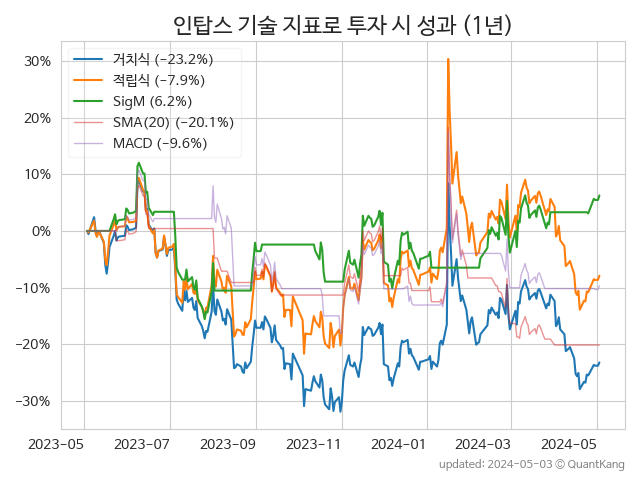 인탑스 기술 지표로 투자 시 성과 (1년)
거치식 (−23.2%)
적립식 (−7.9%)
SigM (6.2%)
SMA(20) (−20.1%)
MACD (−9.6%)
30%
20%
10%
0%
−10%
−20%
−30%
2023-05 2023-07 2023-09 2023-11 2024-01 2024-03 2024-05
updated: 2024-05-03 ⓒ QuantKang